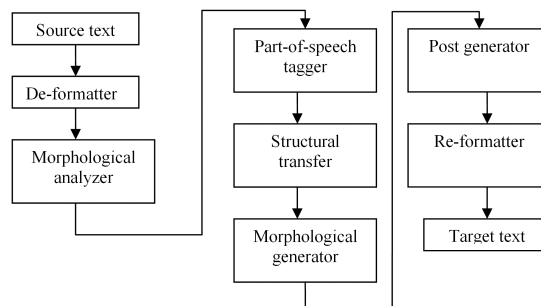 Source text
De-formatter
Morphological
analyzer
Part-of-speech
tagger
Structural
transfer
Morphological
generator
Post generator
Re-formatter
Target text